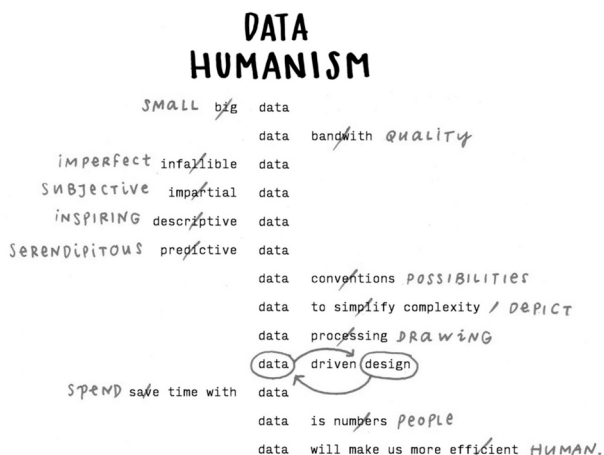 DATA
HUMANISM
SMALL big data
data bandwith QUALITY
IMPERFECT infallible data
SUBJECTIVE impartial data
INSPIRING descriptive data
SERENDIPITOUS predictive data
data conventions POSSIBILITIES
data to simplify complexity / DEPICT
data processing DRAWING
data driven design
SPEND save time with data
data is numbers PEOPLE
data will make us more efficient HUMAN.